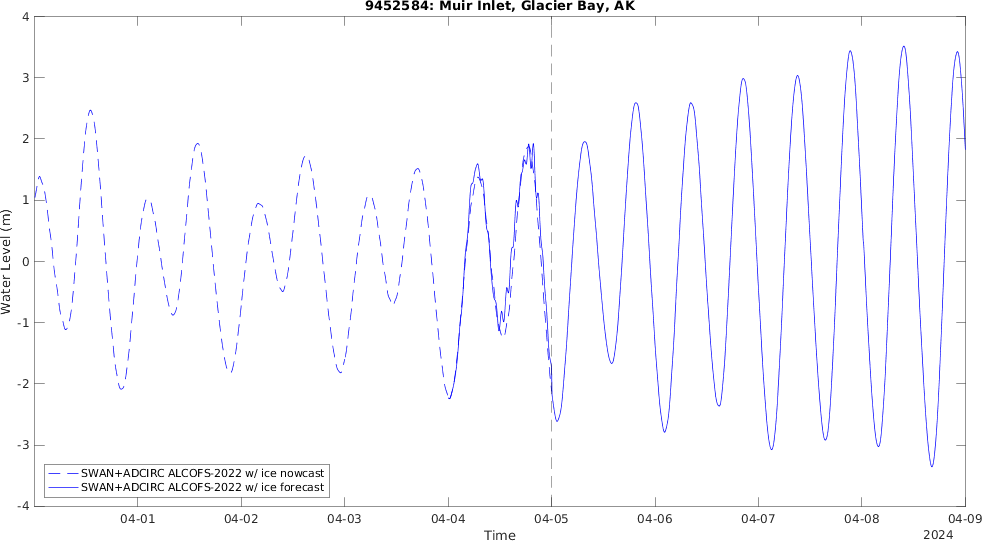 9452584: Muir Inlet, Glacier Bay, AK
Water Level (m)
4
3
2
1
0
-1
-2
-3
-4
SWAN+ADCIRC ALCOFS-2022 w/ ice nowcast
SWAN+ADCIRC ALCOFS-2022 w/ ice forecast
04-01 04-02 04-03 04-04 04-05 04-06 04-07 04-08 04-09
Time
2024